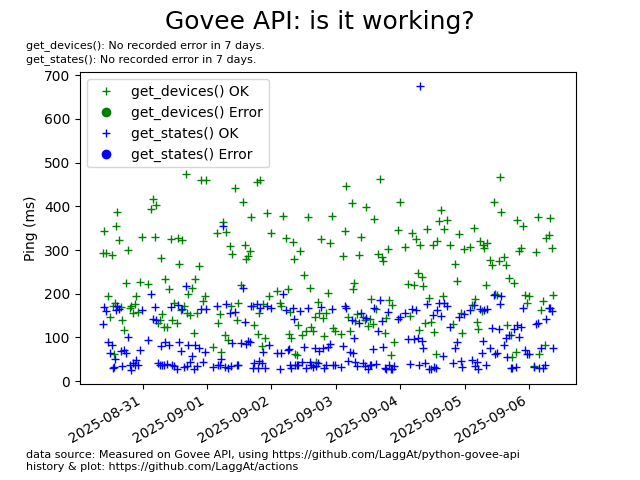 Govee API: is it working?
get_devices(): No recorded error in 7 days.
get_states(): No recorded error in 7 days.
700
600
500
400
300
200
100
0
Ping (ms)
get_devices() OK
get_devices() Error
get_states() OK
get_states() Error
2025-08-31
2025-09-01
2025-09-02
2025-09-03
2025-09-04
2025-09-05
2025-09-06
data source: Measured on Govee API, using https://github.com/LaggAt/python-govee-api
history & plot: https://github.com/LaggAt/actions